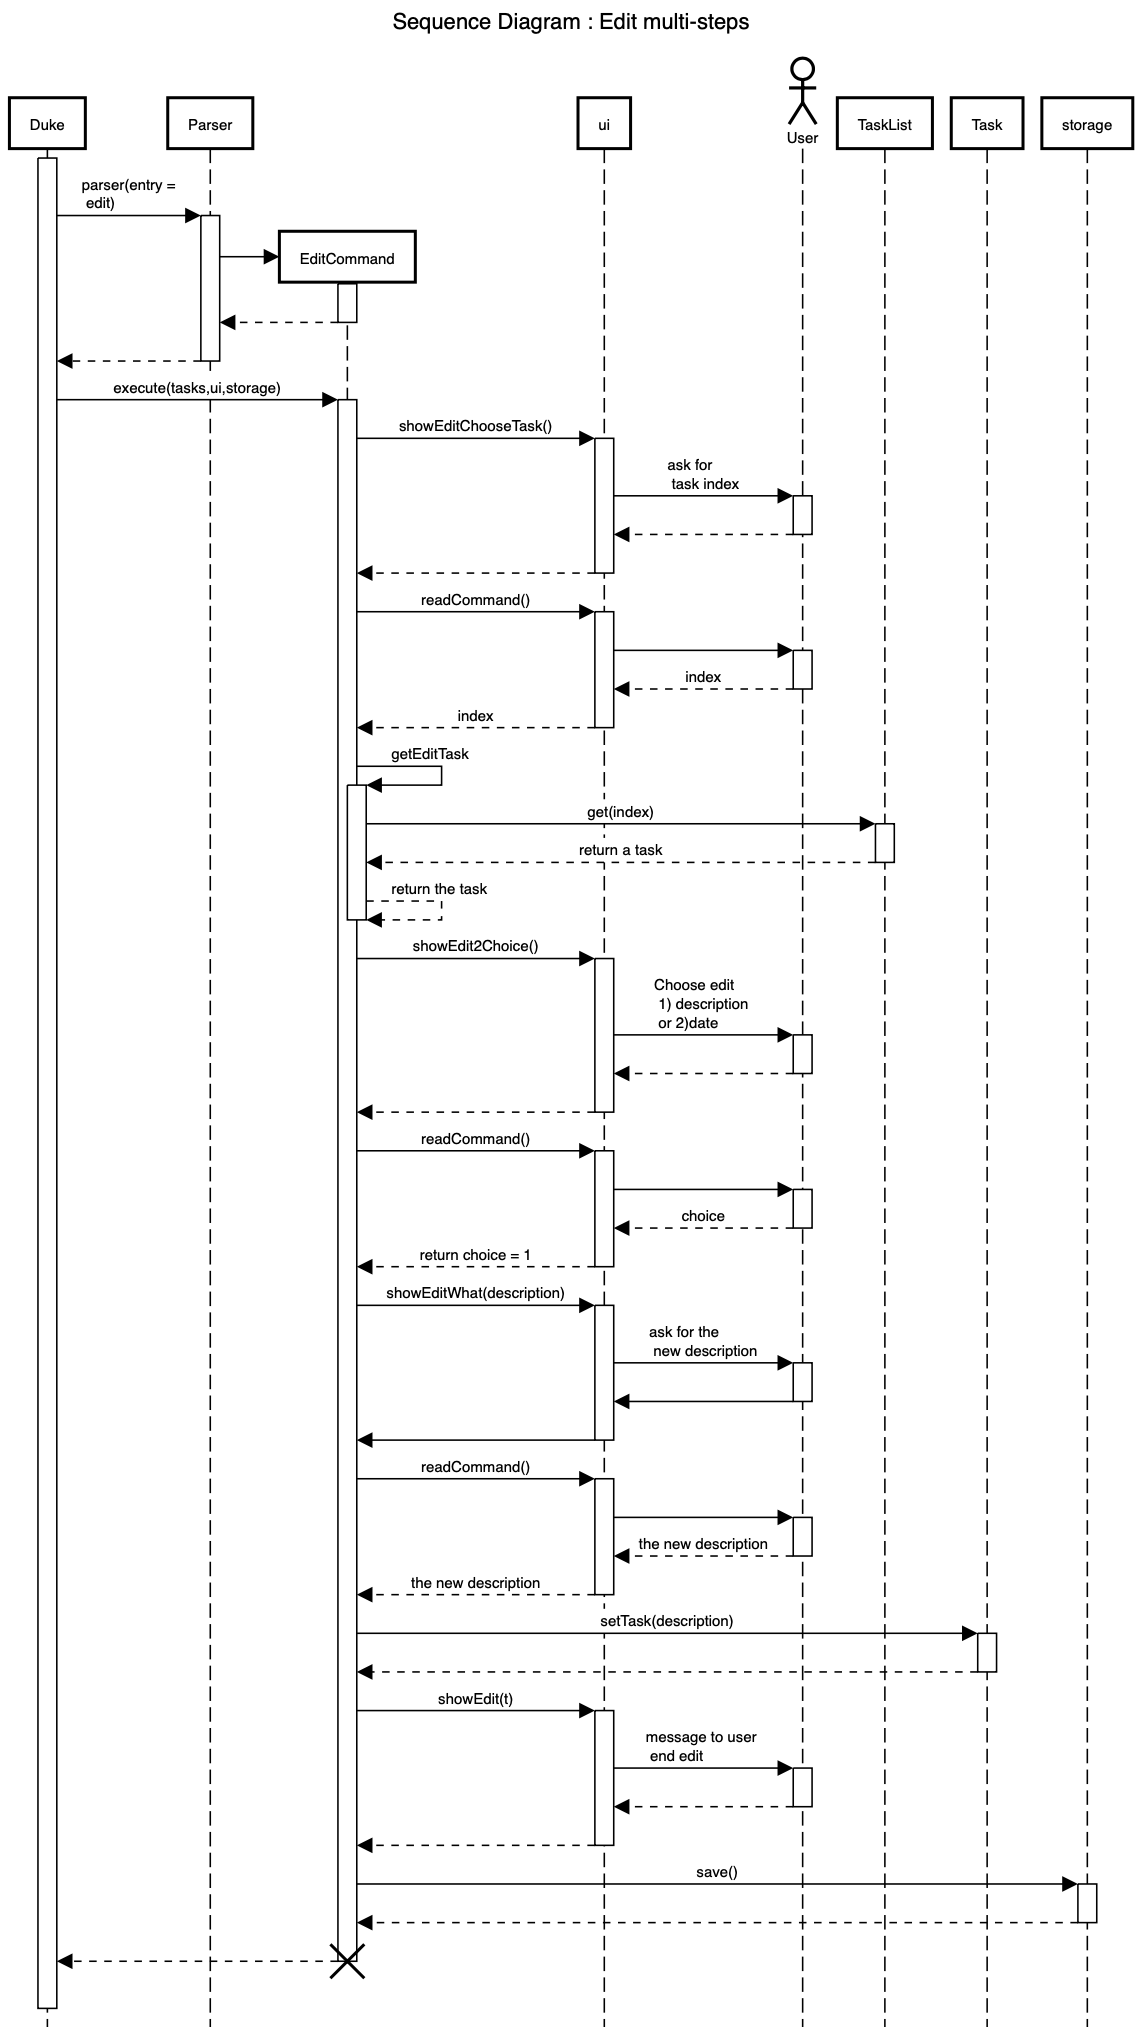 Sequence Diagram : Edit multi-steps
Duke
Parser
ui
User
TaskList
Task
storage
parser(entry =
edit)
EditCommand
execute(tasks,ui,storage)
showEditChooseTask()
ask for
task index
readCommand()
index
index
getEditTask
get(index)
return a task
return the task
showEdit2Choice()
Choose edit
1) description
or 2)date
readCommand()
choice
return choice = 1
showEditWhat(description)
ask for the
new description
readCommand()
the new description
the new description
setTask(description)
showEdit(t)
message to user
end edit
save()